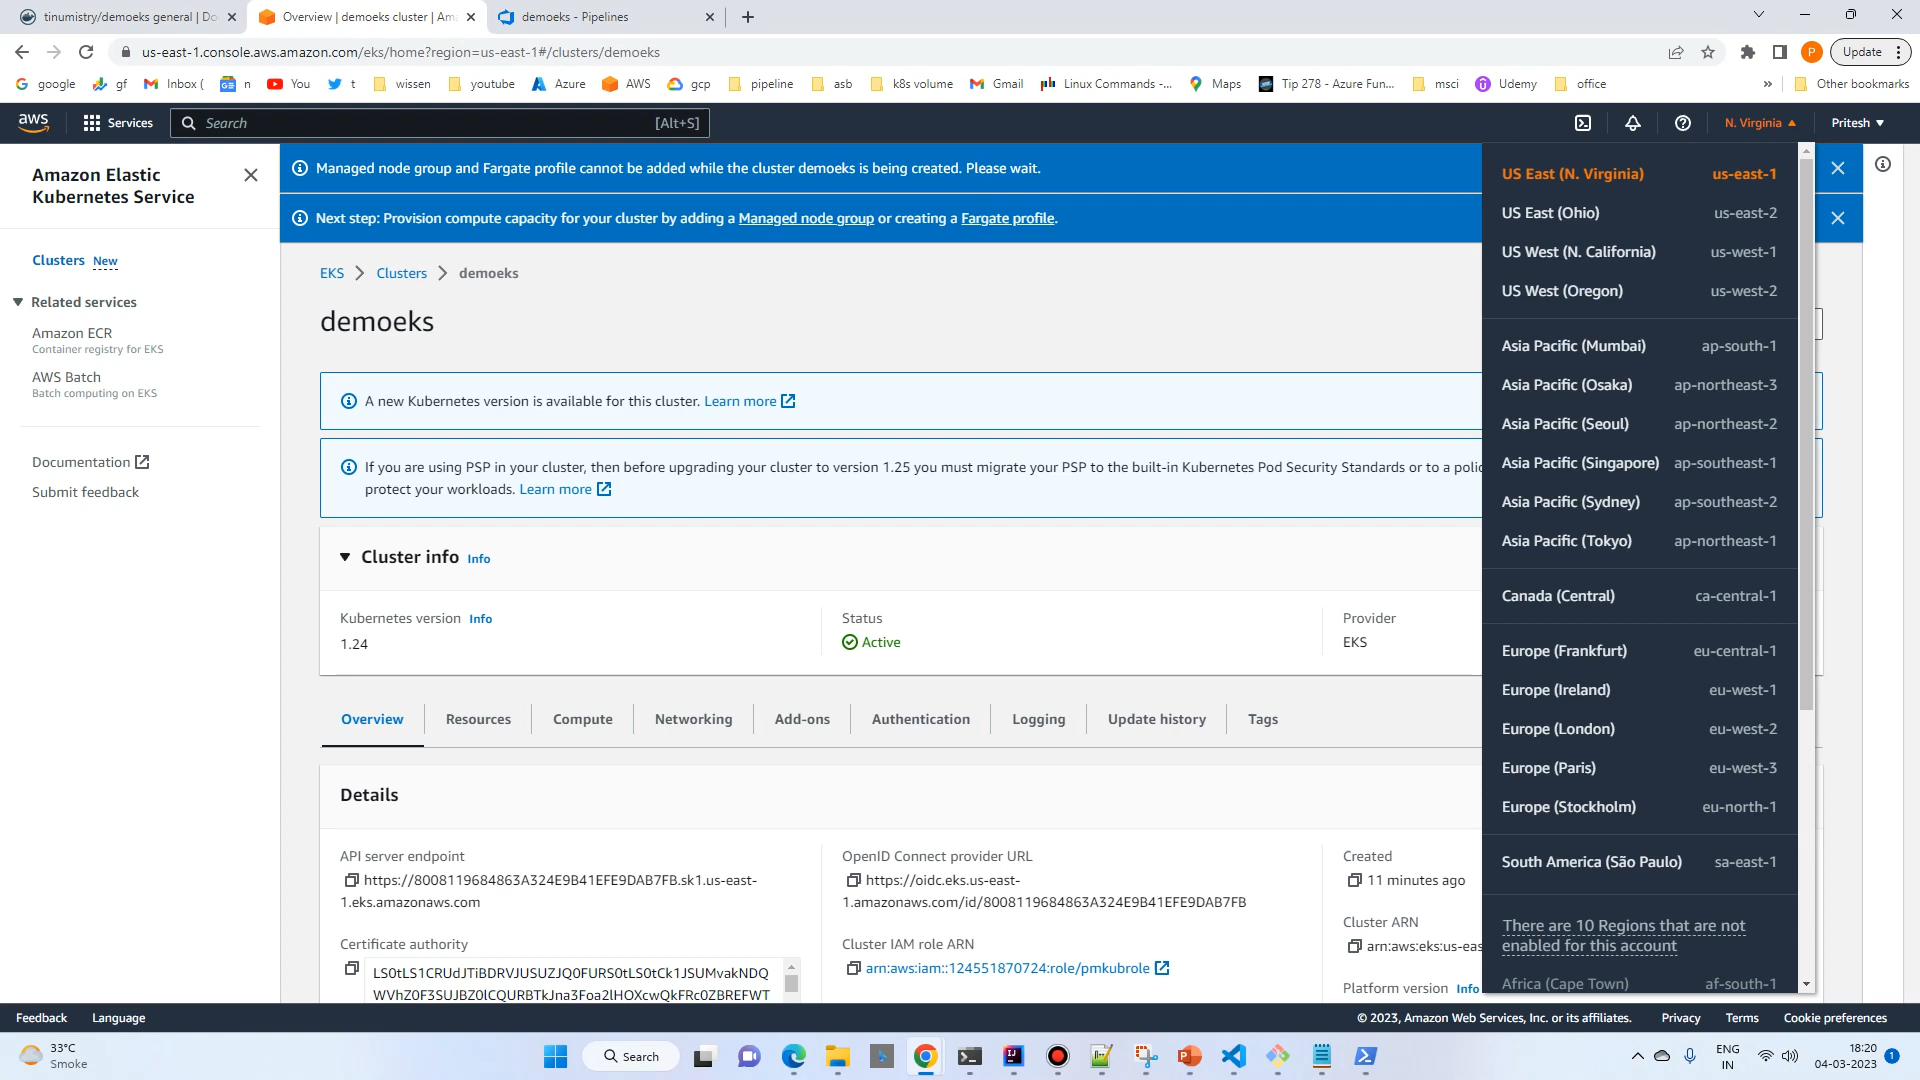 tinumistry/demoeks general | Do
Overview | demoeks cluster | Am
demoeks - Pipelines
us-east-1.console.aws.amazon.com/eks/home?region=us-east-1#/clusters/demoeks
P
Update
google
gf
Inbox (
n
You
t
wissen
youtube
Azure
AWS
gcp
pipeline
asb
k8s volume
Gmail
Linux Commands -...
Maps
Tip 278 - Azure Fun...
msci
Udemy
office
»
Other bookmarks
aws
Services
Search
[Alt+S]
N. Virginia
Pritesh
Amazon Elastic
Kubernetes Service
Clusters New
Related services
Amazon ECR
Container registry for EKS
AWS Batch
Batch computing on EKS
Documentation
Submit feedback
Managed node group and Fargate profile cannot be added while the cluster demoeks is being created. Please wait.
Next step: Provision compute capacity for your cluster by adding a Managed node group or creating a Fargate profile.
EKS > Clusters > demoeks
demoeks
A new Kubernetes version is available for this cluster. Learn more
If you are using PSP in your cluster, then before upgrading your cluster to version 1.25 you must migrate your PSP to the built-in Kubernetes Pod Security Standards or to a polic
protect your workloads. Learn more
Cluster info Info
Kubernetes version Info
1.24
Status
Active
Provider
EKS
Overview
Resources
Compute
Networking
Add-ons
Authentication
Logging
Update history
Tags
Details
API server endpoint
https://8008119684863A324E9B41EFE9DAB7FB.sk1.us-east-
1.eks.amazonaws.com
Certificate authority
LS0tLS1CRUdJTiBDRVJUSUZJQ0FURS0tLS0tCk1JSUMvakNDQ
WVhZ0F3SUJBZ0lCQURBTkJna3Foa2lHOXcwQkFRc0ZBREFWT
OpenID Connect provider URL
https://oidc.eks.us-east-
1.amazonaws.com/id/8008119684863A324E9B41EFE9DAB7FB
Cluster IAM role ARN
arn:aws:iam::124551870724:role/pmkubrole
Created
11 minutes ago
Cluster ARN
arn:aws:eks:us-eas
Platform version Info
US East (N. Virginia) us-east-1
US East (Ohio) us-east-2
US West (N. California) us-west-1
US West (Oregon) us-west-2
Asia Pacific (Mumbai) ap-south-1
Asia Pacific (Osaka) ap-northeast-3
Asia Pacific (Seoul) ap-northeast-2
Asia Pacific (Singapore) ap-southeast-1
Asia Pacific (Sydney) ap-southeast-2
Asia Pacific (Tokyo) ap-northeast-1
Canada (Central) ca-central-1
Europe (Frankfurt) eu-central-1
Europe (Ireland) eu-west-1
Europe (London) eu-west-2
Europe (Paris) eu-west-3
Europe (Stockholm) eu-north-1
South America (São Paulo) sa-east-1
There are 10 Regions that are not
enabled for this account
Africa (Cape Town) af-south-1
Feedback
Language
© 2023, Amazon Web Services, Inc. or its affiliates.
Privacy
Terms
Cookie preferences
33°C
Smoke
Search
ENG
IN
18:20
04-03-2023
1